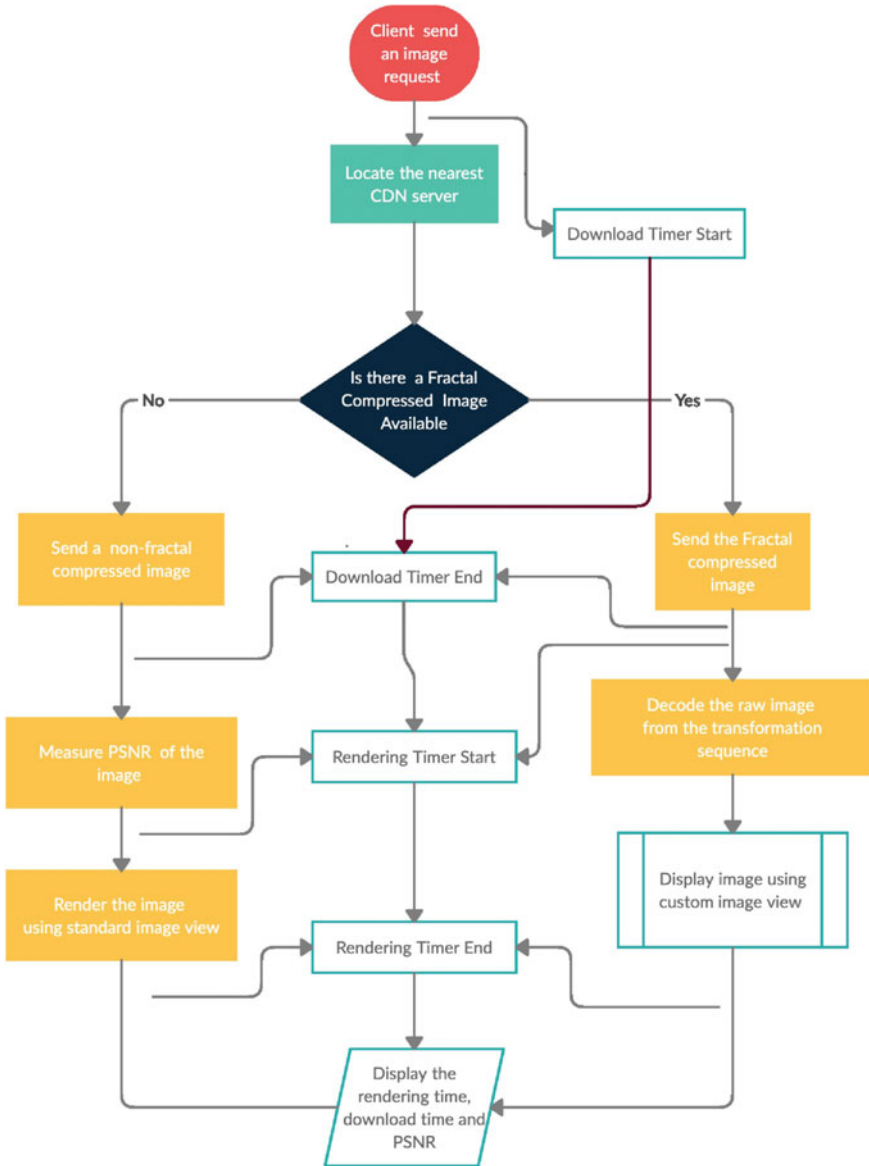 Client send
an image
request
Locate the nearest
CDN server
Download Timer Start
Is there a Fractal
Compressed Image
Available
No
Yes
Send a non-fractal
compressed image
Download Timer End
Send the Fractal
compressed
image
Measure PSNR of the
image
Rendering Timer Start
Decode the raw image
from the transformation
sequence
Render the image
using standard image view
Display image using
custom image view
Rendering Timer End
Display the
rendering time,
download time and
PSNR